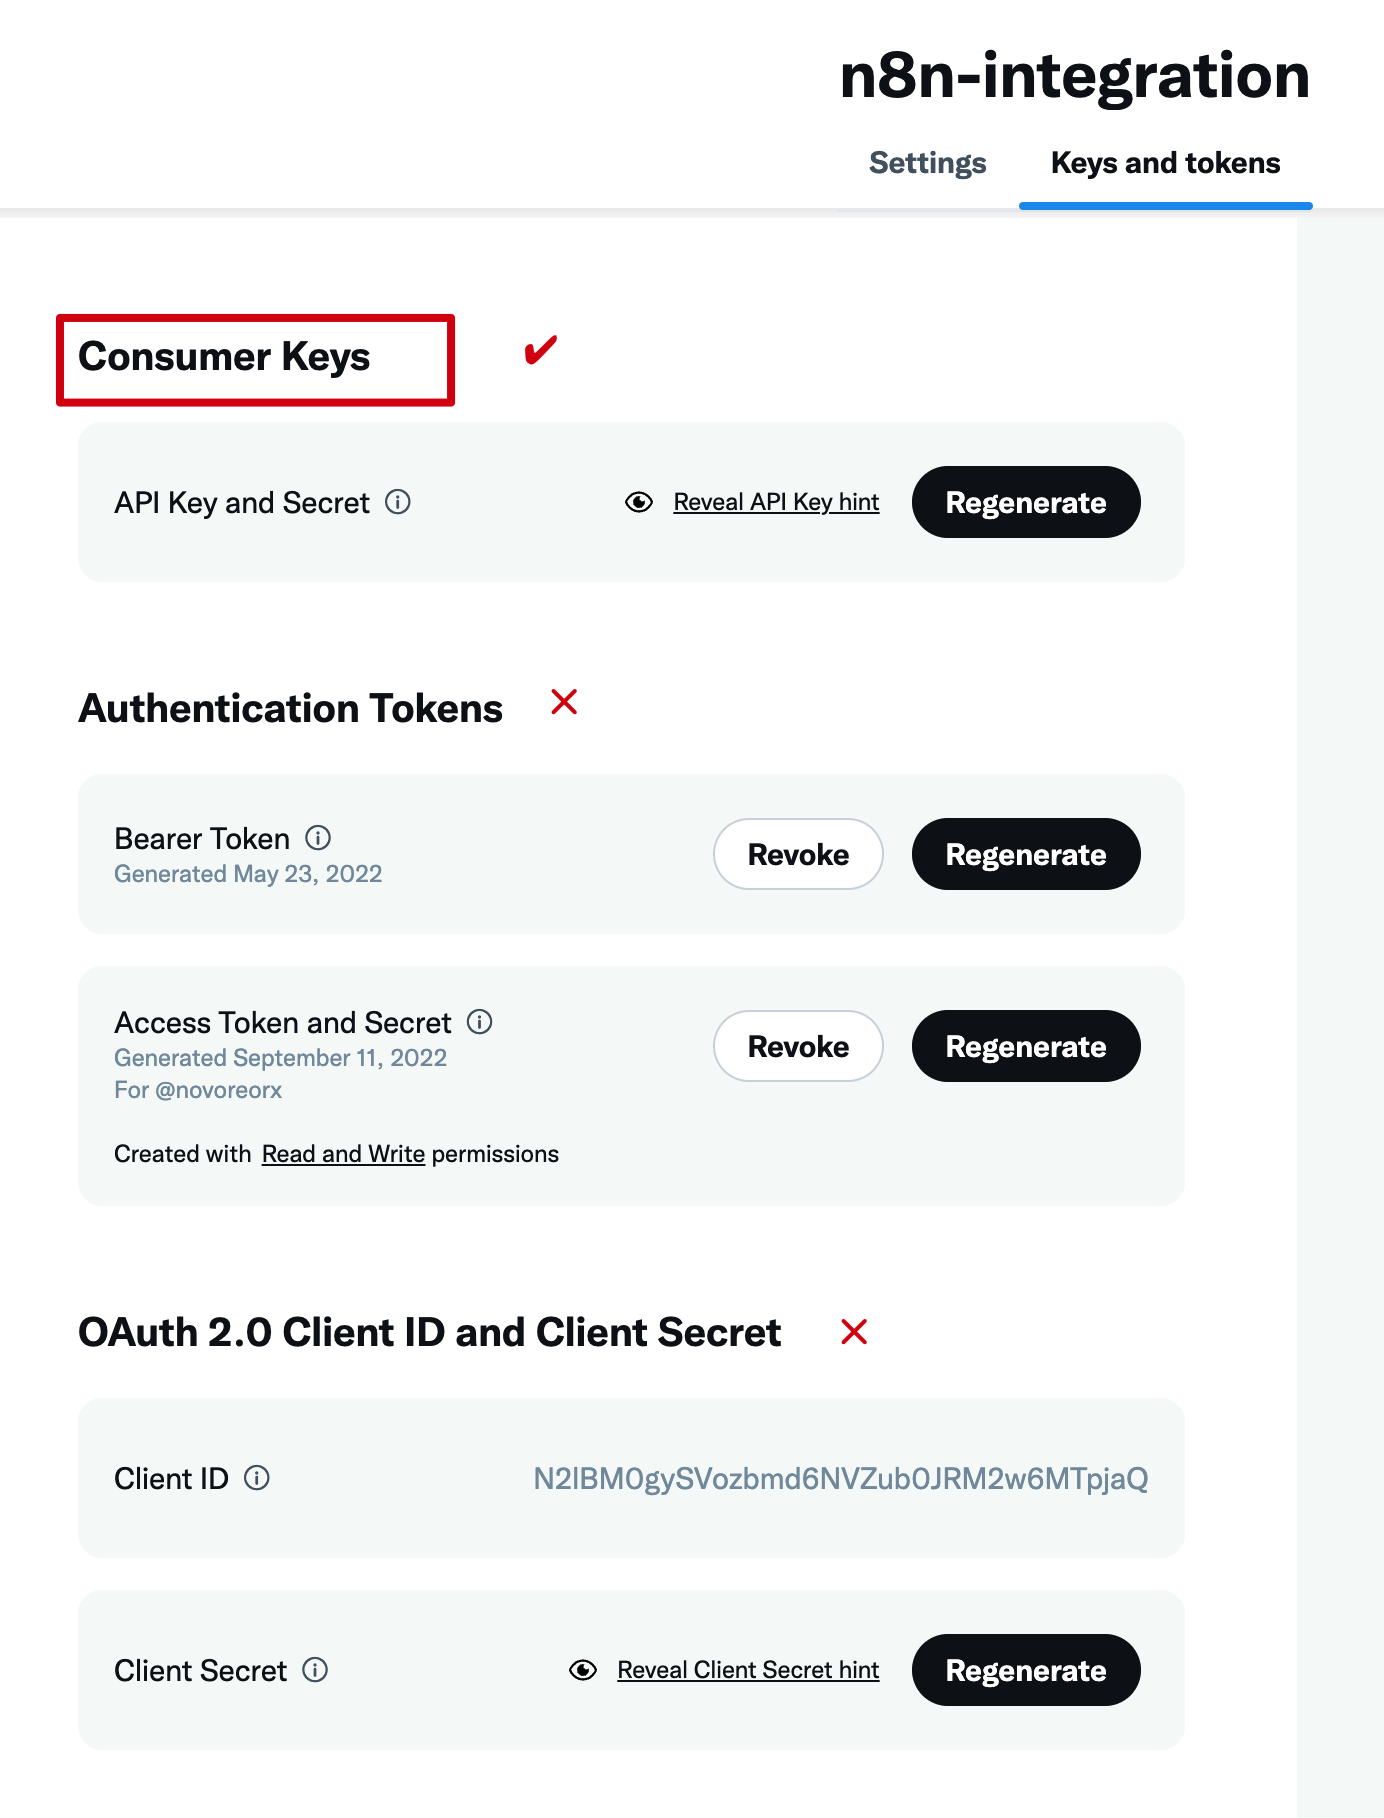 n8n-integration
Settings Keys and tokens
Consumer Keys
API Key and Secret Reveal API Key hint Regenerate
Authentication Tokens
Bearer Token Revoke Regenerate
Generated May 23, 2022
Access Token and Secret Revoke Regenerate
Generated September 11, 2022
For @novoreorx
Created with Read and Write permissions
OAuth 2.0 Client ID and Client Secret
Client ID N2lBM0gySVozbmd6NVZub0JRM2w6MTpjaQ
Client Secret Reveal Client Secret hint Regenerate